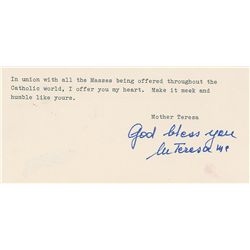 In union with all the Masses being offered throughout the
Catholic world, I offer you my heart.  Make it meek and
humble like yours.
Mother Teresa
God bless you
M Teresa mc